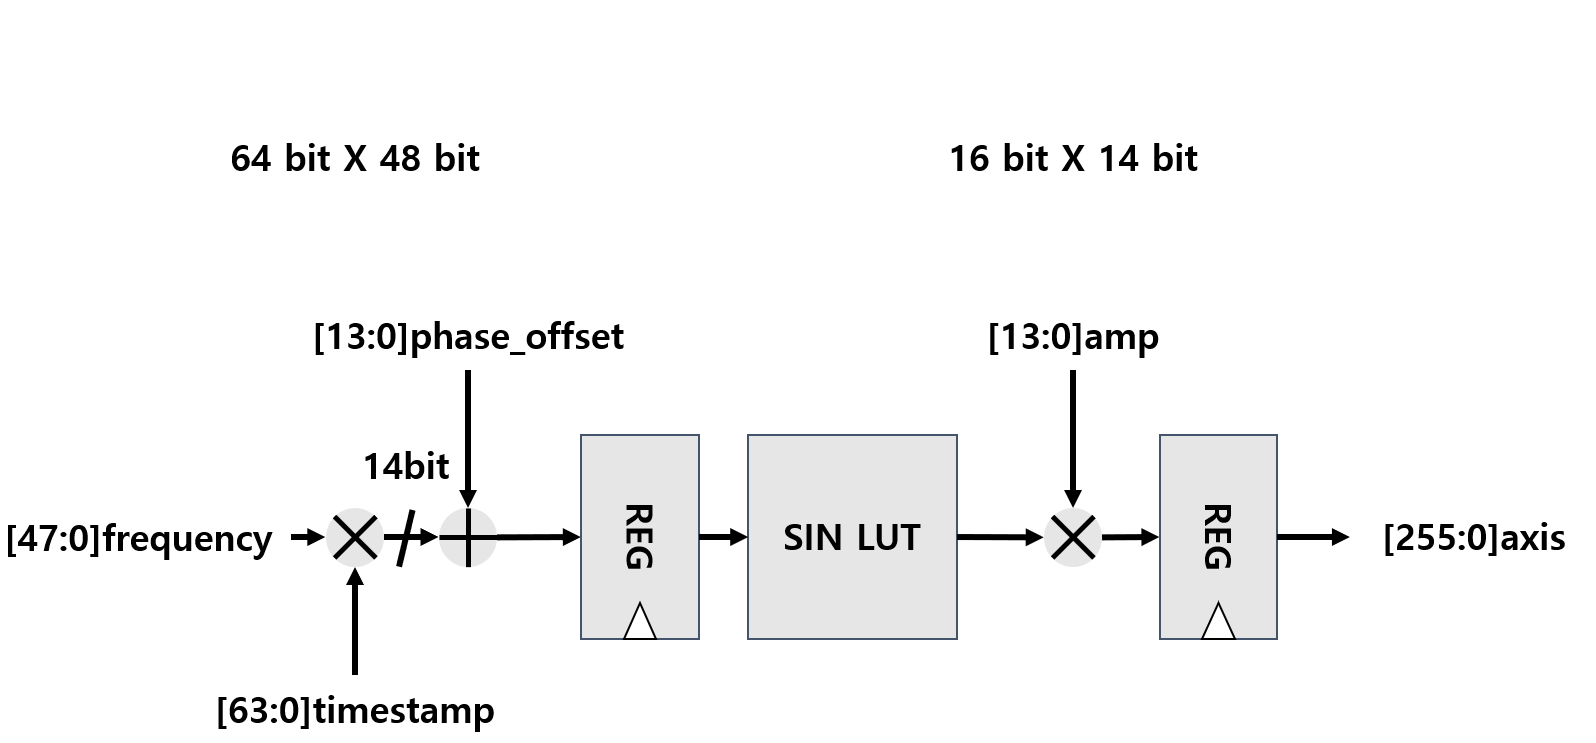 64 bit X 48 bit
16 bit X 14 bit
[13:0]phase_offset
[13:0]amp
14bit
[47:0]frequency
REG
SIN LUT
REG
[255:0]axis
[63:0]timestamp